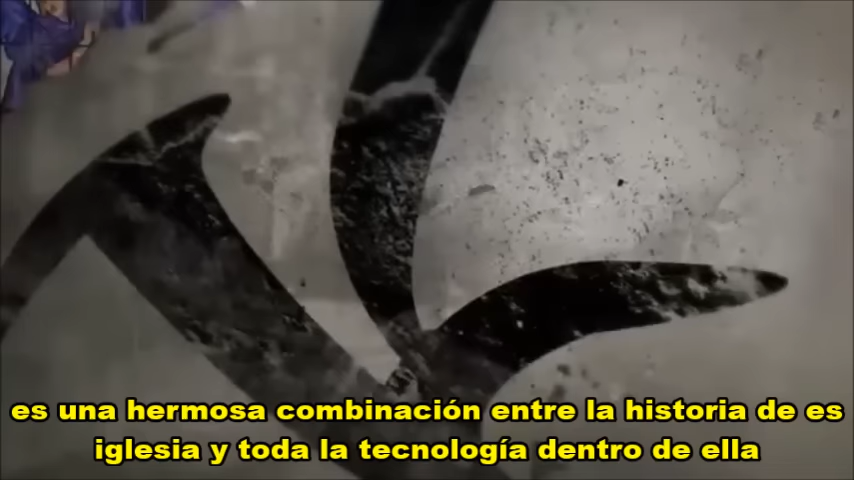 es una hermosa combinación entre la historia de es
iglesia y toda la tecnología dentro de ella